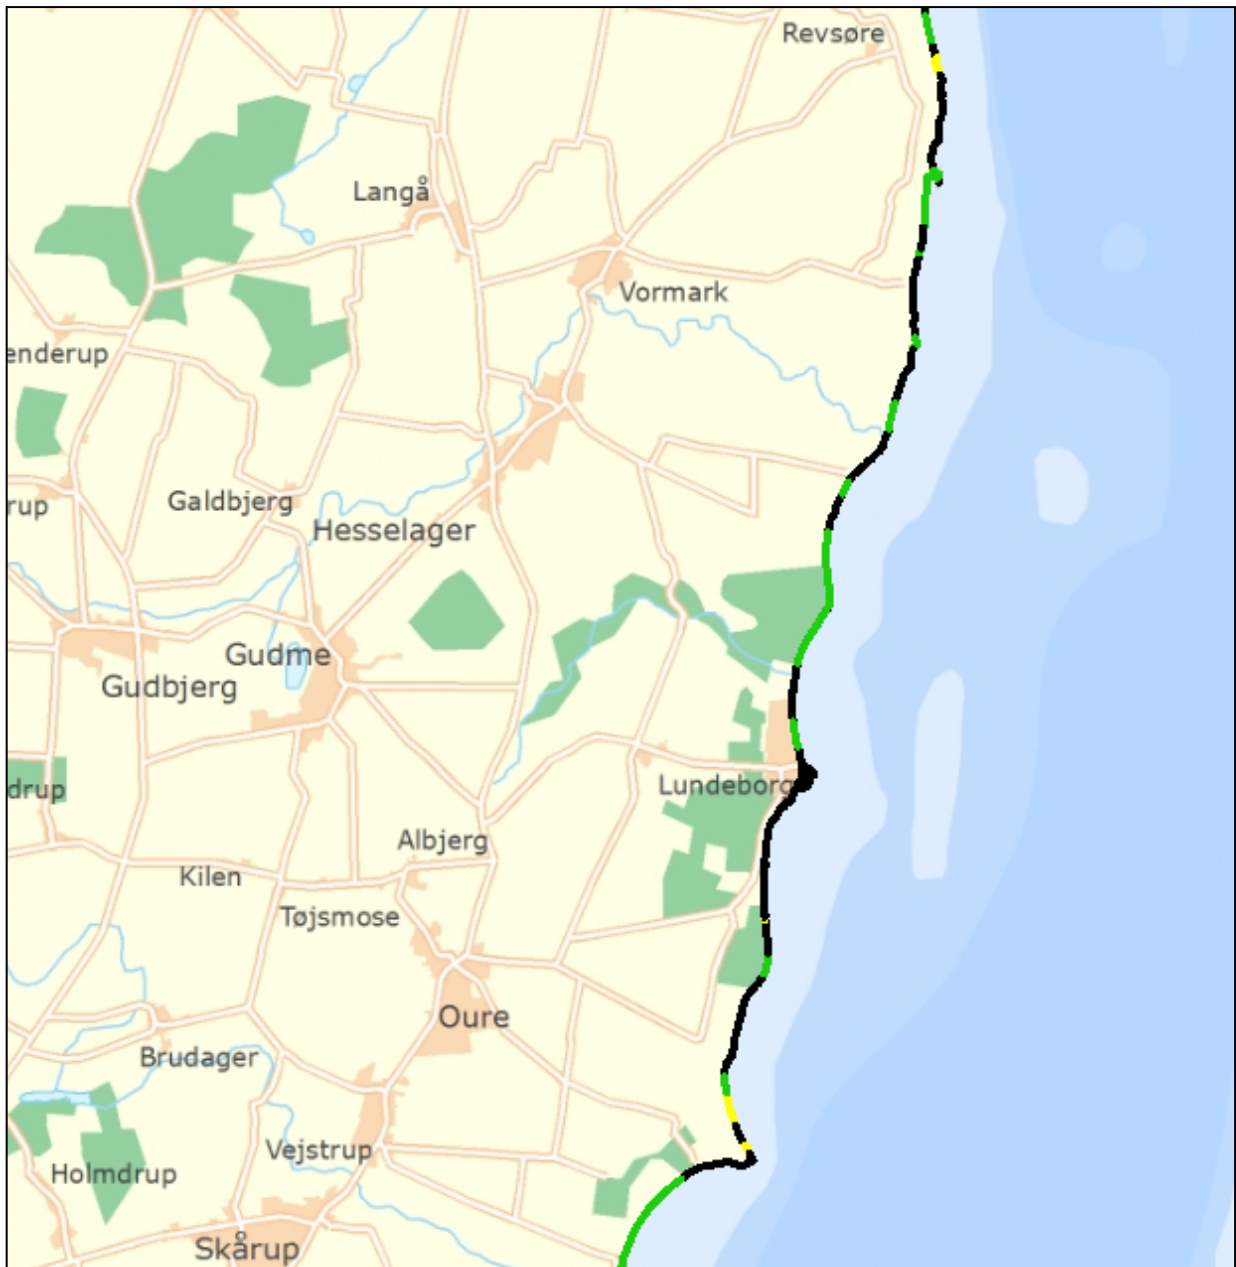 Revsøre
Langå
Vormark
enderup
Galdbjerg
rup
Hesselager
Gudme
Gudbjerg
drup
Lundeborg
Albjerg
Kilen
Tøjsmose
Oure
Brudager
Vejstrup
Holmdrup
Skårup